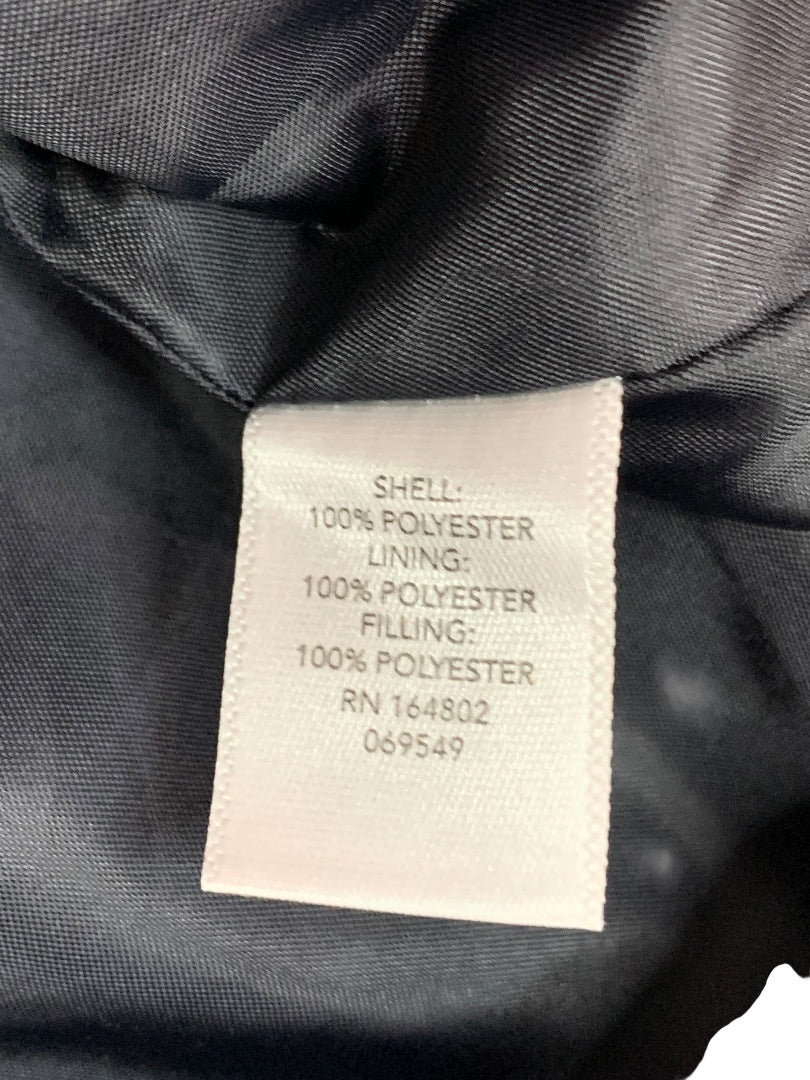 SHELL:
100% POLYESTER
LINING:
100% POLYESTER
FILLING:
100% POLYESTER
RN 164802
069549